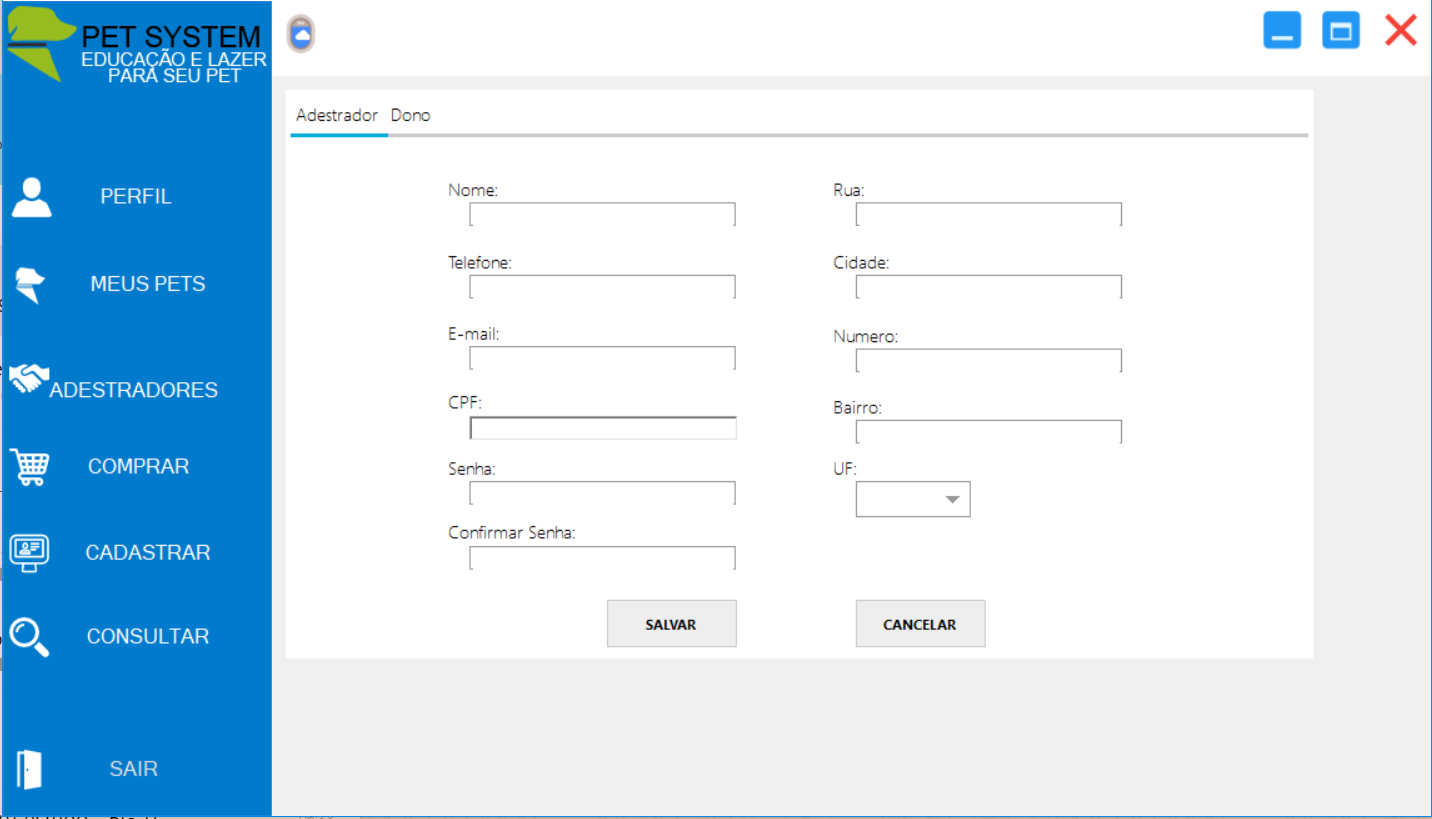 PET SYSTEM
EDUCAÇÃO E LAZER
PARA SEU PET
PERFIL
MEUS PETS
ADESTRADORES
COMPRAR
CADASTRAR
CONSULTAR
SAIR
Adestrador Dono
Nome:
Telefone:
E-mail:
CPF:
Senha:
Confirmar Senha:
Rua:
Cidade:
Numero:
Bairro:
UF:
SALVAR
CANCELAR